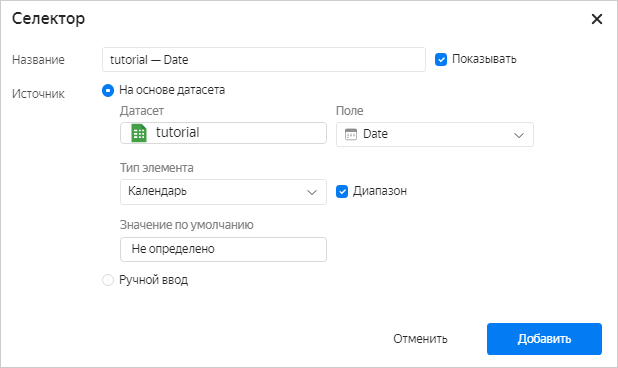 Селектор
Название tutorial — Date Показывать
Источник На основе датасета
Датасет Поле
tutorial Date
Тип элемента
Календарь Диапазон
Значение по умолчанию
Не определено
Ручной ввод
Отменить Добавить